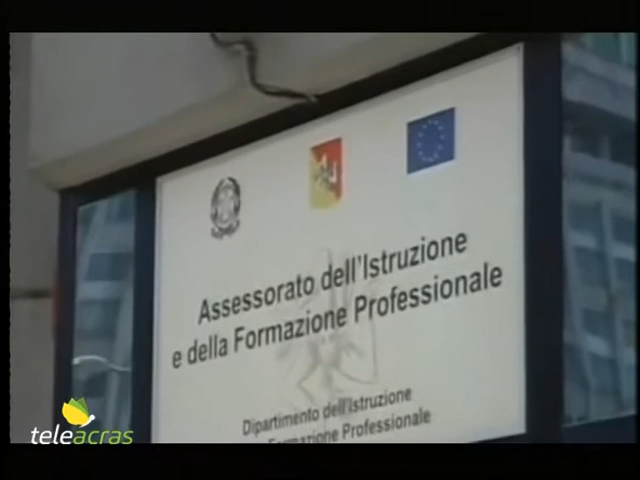 Assessorato dell'Istruzione
e della Formazione Professionale
Dipartimento dell'Istruzione
Formazione Professionale
teleacras